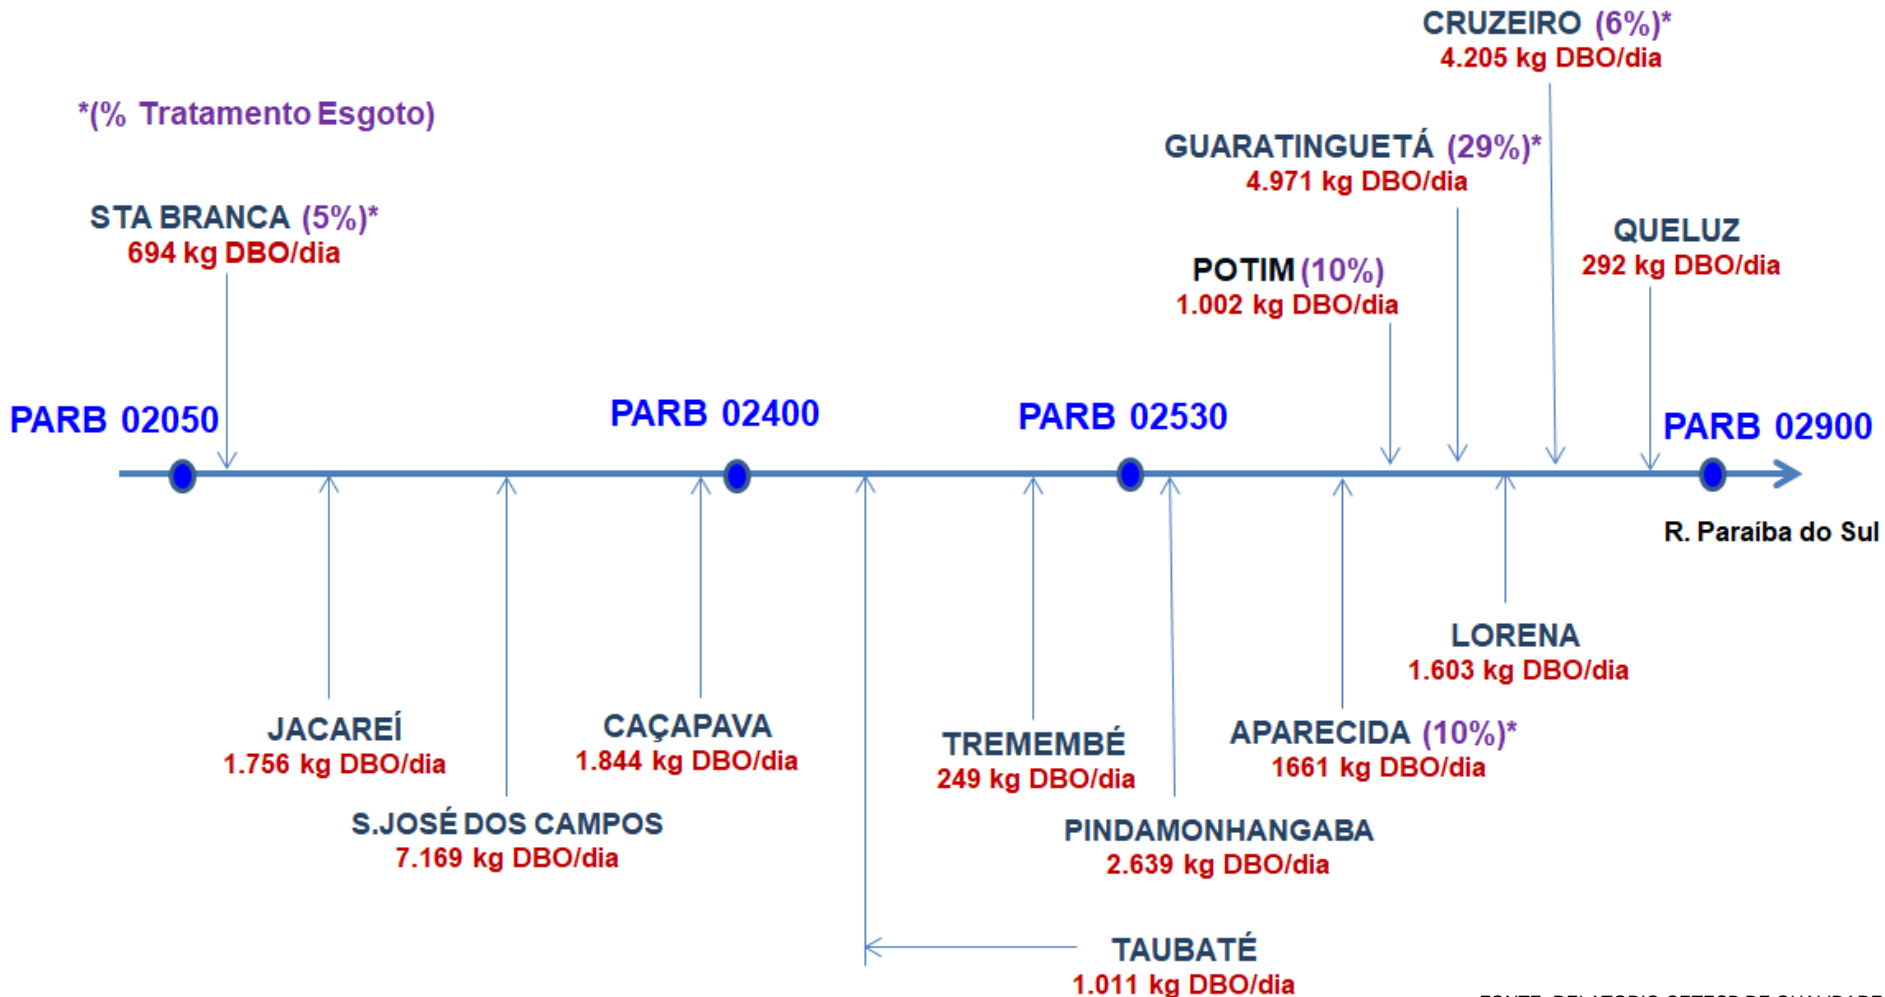 CRUZEIRO (6%)*
4.205 kg DBO/dia
*(% Tratamento Esgoto)
GUARATINGUETÁ (29%)*
4.971 kg DBO/dia
STA BRANCA (5%)*
694 kg DBO/dia
QUELUZ
292 kg DBO/dia
POTIM (10%)
1.002 kg DBO/dia
PARB 02050
PARB 02400
PARB 02530
PARB 02900
R. Paraíba do Sul
LORENA
1.603 kg DBO/dia
JACAREÍ
1.756 kg DBO/dia
CAÇAPAVA
1.844 kg DBO/dia
TREMEMBÉ
249 kg DBO/dia
APARECIDA (10%)*
1661 kg DBO/dia
S.JOSÉ DOS CAMPOS
7.169 kg DBO/dia
PINDAMONHANGABA
2.639 kg DBO/dia
TAUBATÉ
1.011 kg DBO/dia